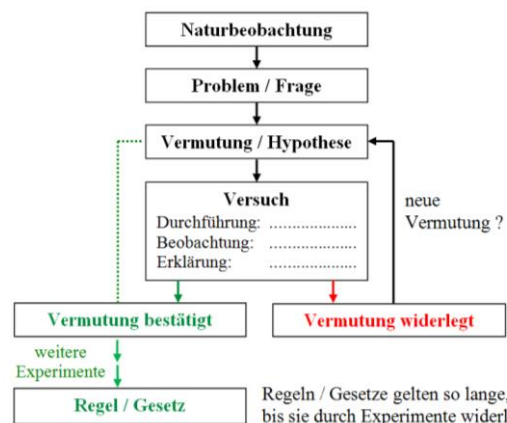 Naturbeobachtung
Problem / Frage
Vermutung / Hypothese
Versuch
Durchführung: .....................
Beobachtung: .....................
Erklärung: .....................
neue
Vermutung ?
Vermutung bestätigt
Vermutung widerlegt
weitere
Experimente
Regel / Gesetz
Regeln / Gesetze gelten so lange,
bis sie durch Experimente